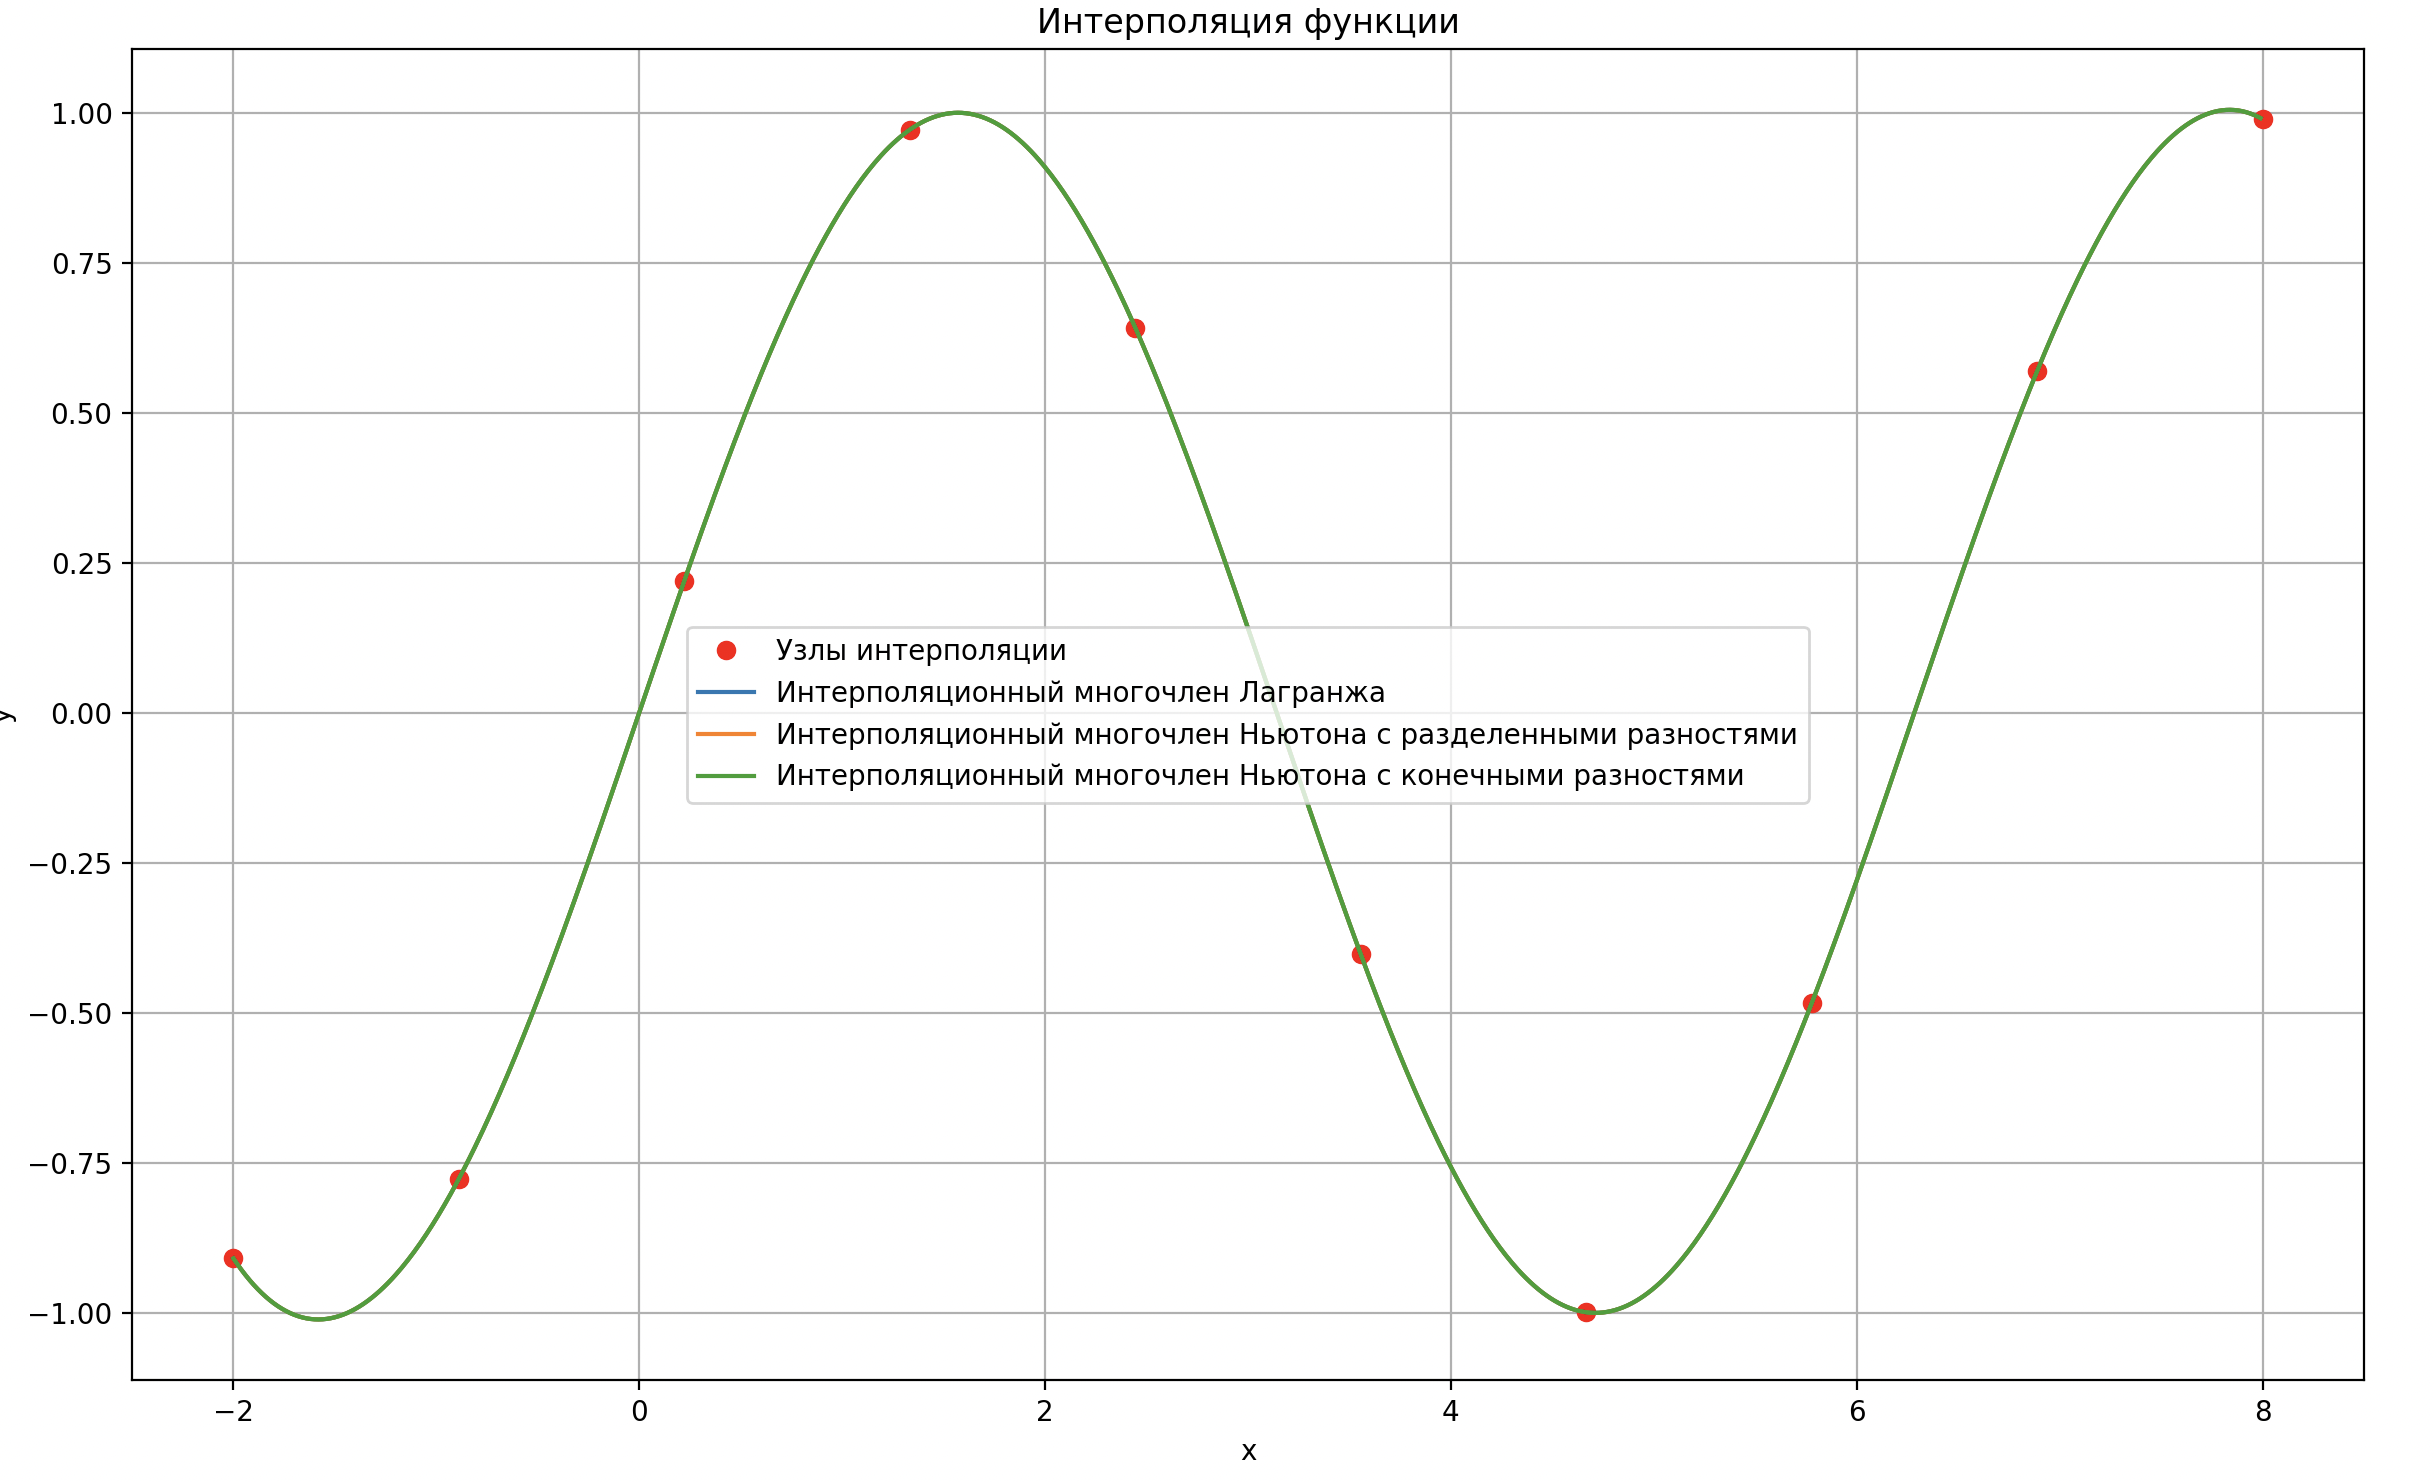 Интерполяция функции
1.00
0.75
0.50
0.25
0.00
−0.25
−0.50
−0.75
−1.00
y
Узлы интерполяции
Интерполяционный многочлен Лагранжа
Интерполяционный многочлен Ньютона с разделенными разностями
Интерполяционный многочлен Ньютона с конечными разностями
−2 0 2 4 6 8
x